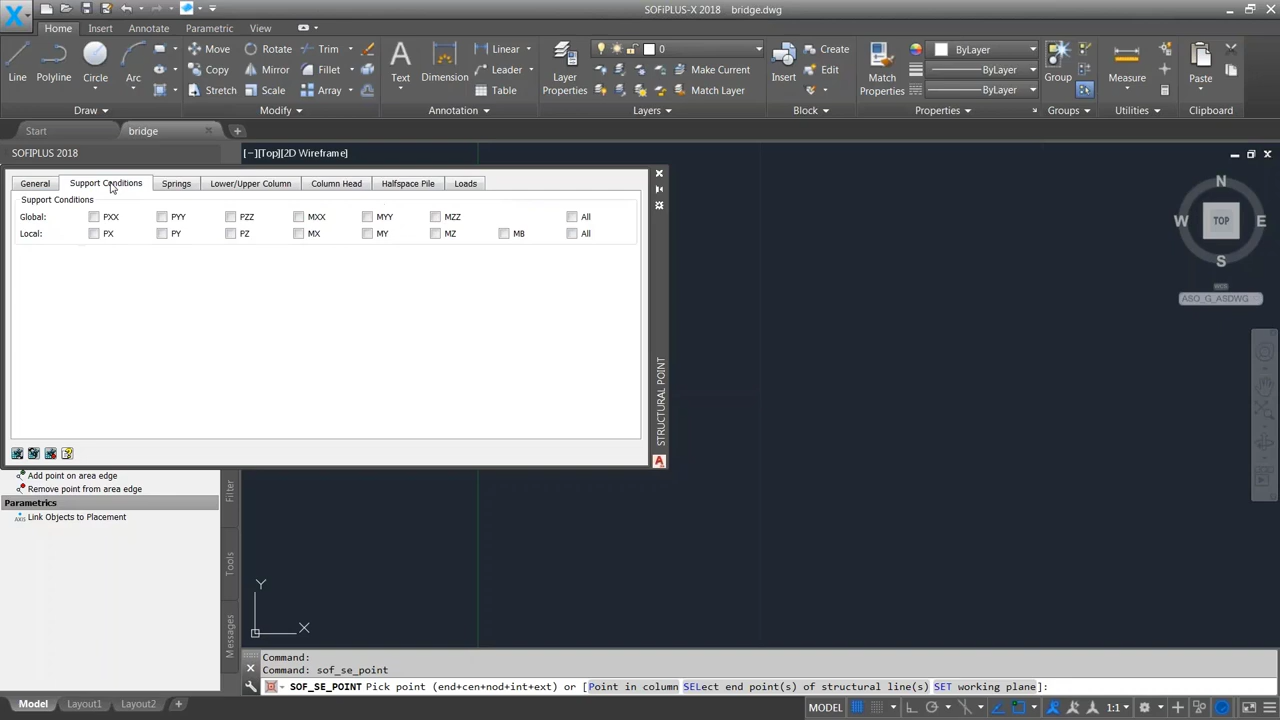 SOFiPLUS-X 2018 bridge.dwg
Home Insert Annotate Parametric View
Line Polyline Circle Arc
Move Rotate Trim
Copy Mirror Fillet
Stretch Scale Array
Text Dimension
Linear
Leader
Table
Layer Properties
0
Make Current
Match Layer
Insert
Create
Edit
Match Properties
ByLayer
ByLayer
ByLayer
Group
Measure
Paste
Draw Modify Annotation Layers Block Properties Groups Utilities Clipboard
Start bridge
SOFIPLUS 2018
[−][Top][2D Wireframe]
General Support Conditions Springs Lower/Upper Column Column Head Halfspace Pile Loads
Support Conditions
Global: PXX PYY PZZ MXX MYY MZZ All
Local: PX PY PZ MX MY MZ MB All
STRUCTURAL POINT
N
W TOP E
S
WCS
ASO_G_ASDWG
Add point on area edge
Remove point from area edge
Parametrics
AXIS Link Objects to Placement
Filter
Tools
Messages
Y
X
Command:
Command: sof_se_point
SOF_SE_POINT Pick point (end+cen+nod+int+ext) or [Point in column SELect end point(s) of structural line(s) SET working plane]:
Model Layout1 Layout2 +
MODEL 1:1